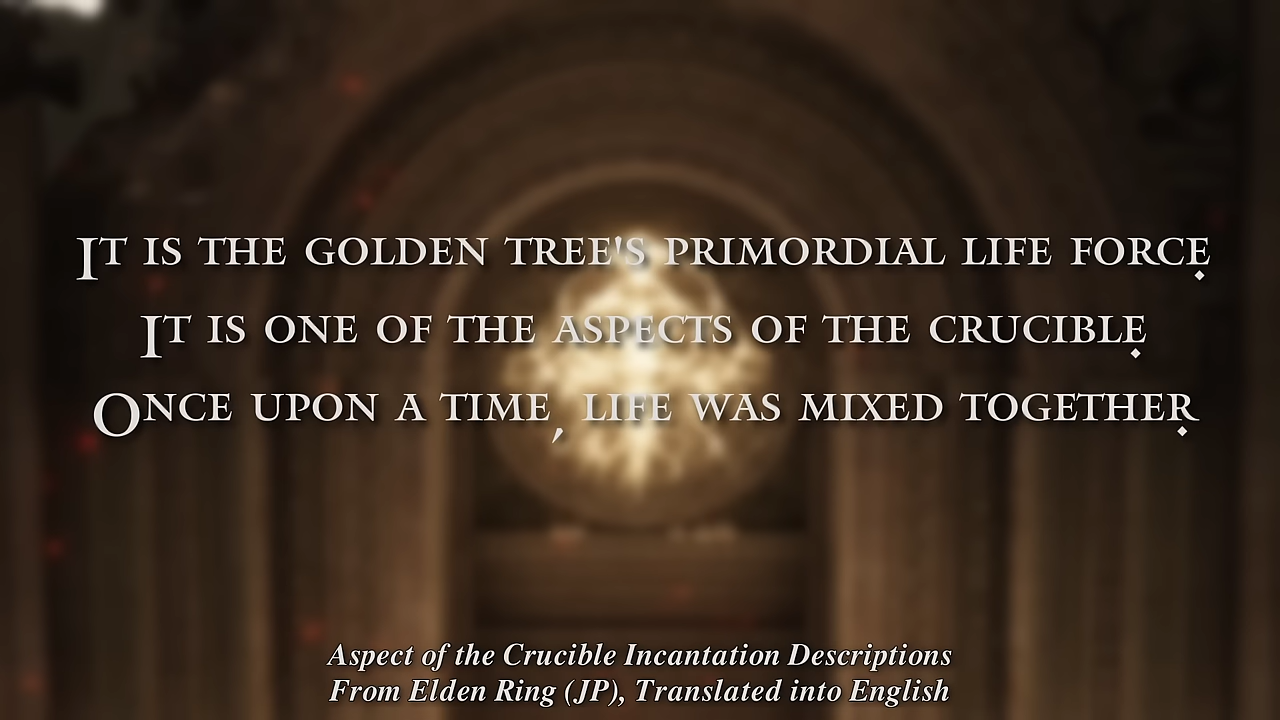 It is the golden tree's primordial life force.
It is one of the aspects of the crucible.
Once upon a time, life was mixed together.
Aspect of the Crucible Incantation Descriptions
From Elden Ring (JP), Translated into English